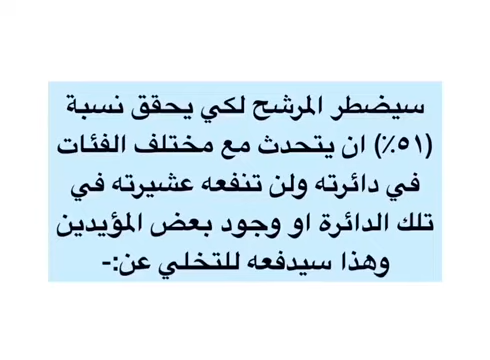 سيضطر المرشح لكي يحقق نسبة
(٥١٪) ان يتحدث مع مختلف الفئات
في دائرته ولن تنفعه عشيرته في
تلك الدائرة او وجود بعض المؤيدين
وهذا سيدفعه للتخلي عن:-